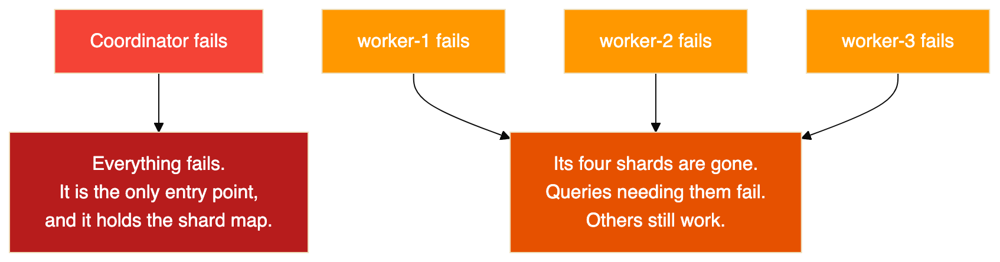 Coordinator fails
worker-1 fails
worker-2 fails
worker-3 fails
Everything fails.
It is the only entry point,
and it holds the shard map.
Its four shards are gone.
Queries needing them fail.
Others still work.